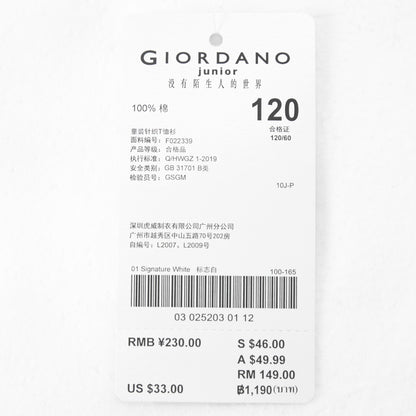 GIORDANO
junior
没有陌生人的世界
100% 棉
120
合格证
120/60
童装针织T恤衫
面料编号: F022339
产品等级: 合格品
执行标准: Q/HWGZ 1-2019
安全类别: GB 31701 B类
检验员号: GSGM
10J-P
深圳虎威制衣有限公司广州分公司
广州市越秀区中山五路70号202房
自编号: L2007、L2009号
01 Signature White 标志白 100-165
03 025203 01 12
RMB ¥230.00 S $46.00
A $49.99
RM 149.00
US $33.00 ฿1,190(บาท)